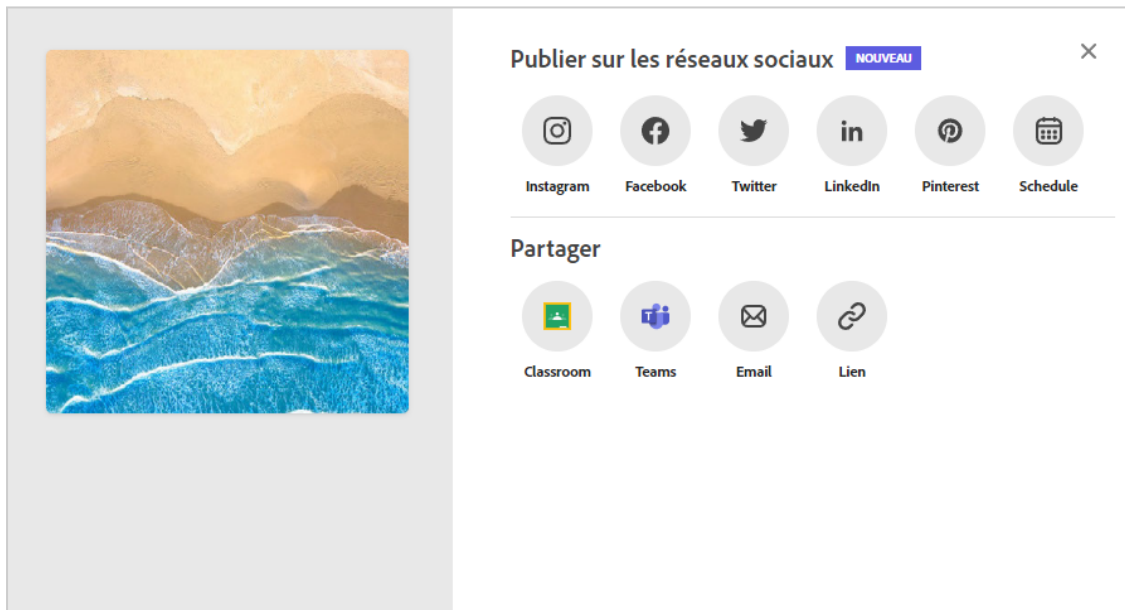 Publier sur les réseaux sociaux NOUVEAU
Instagram Facebook Twitter LinkedIn Pinterest Schedule
Partager
Classroom Teams Email Lien